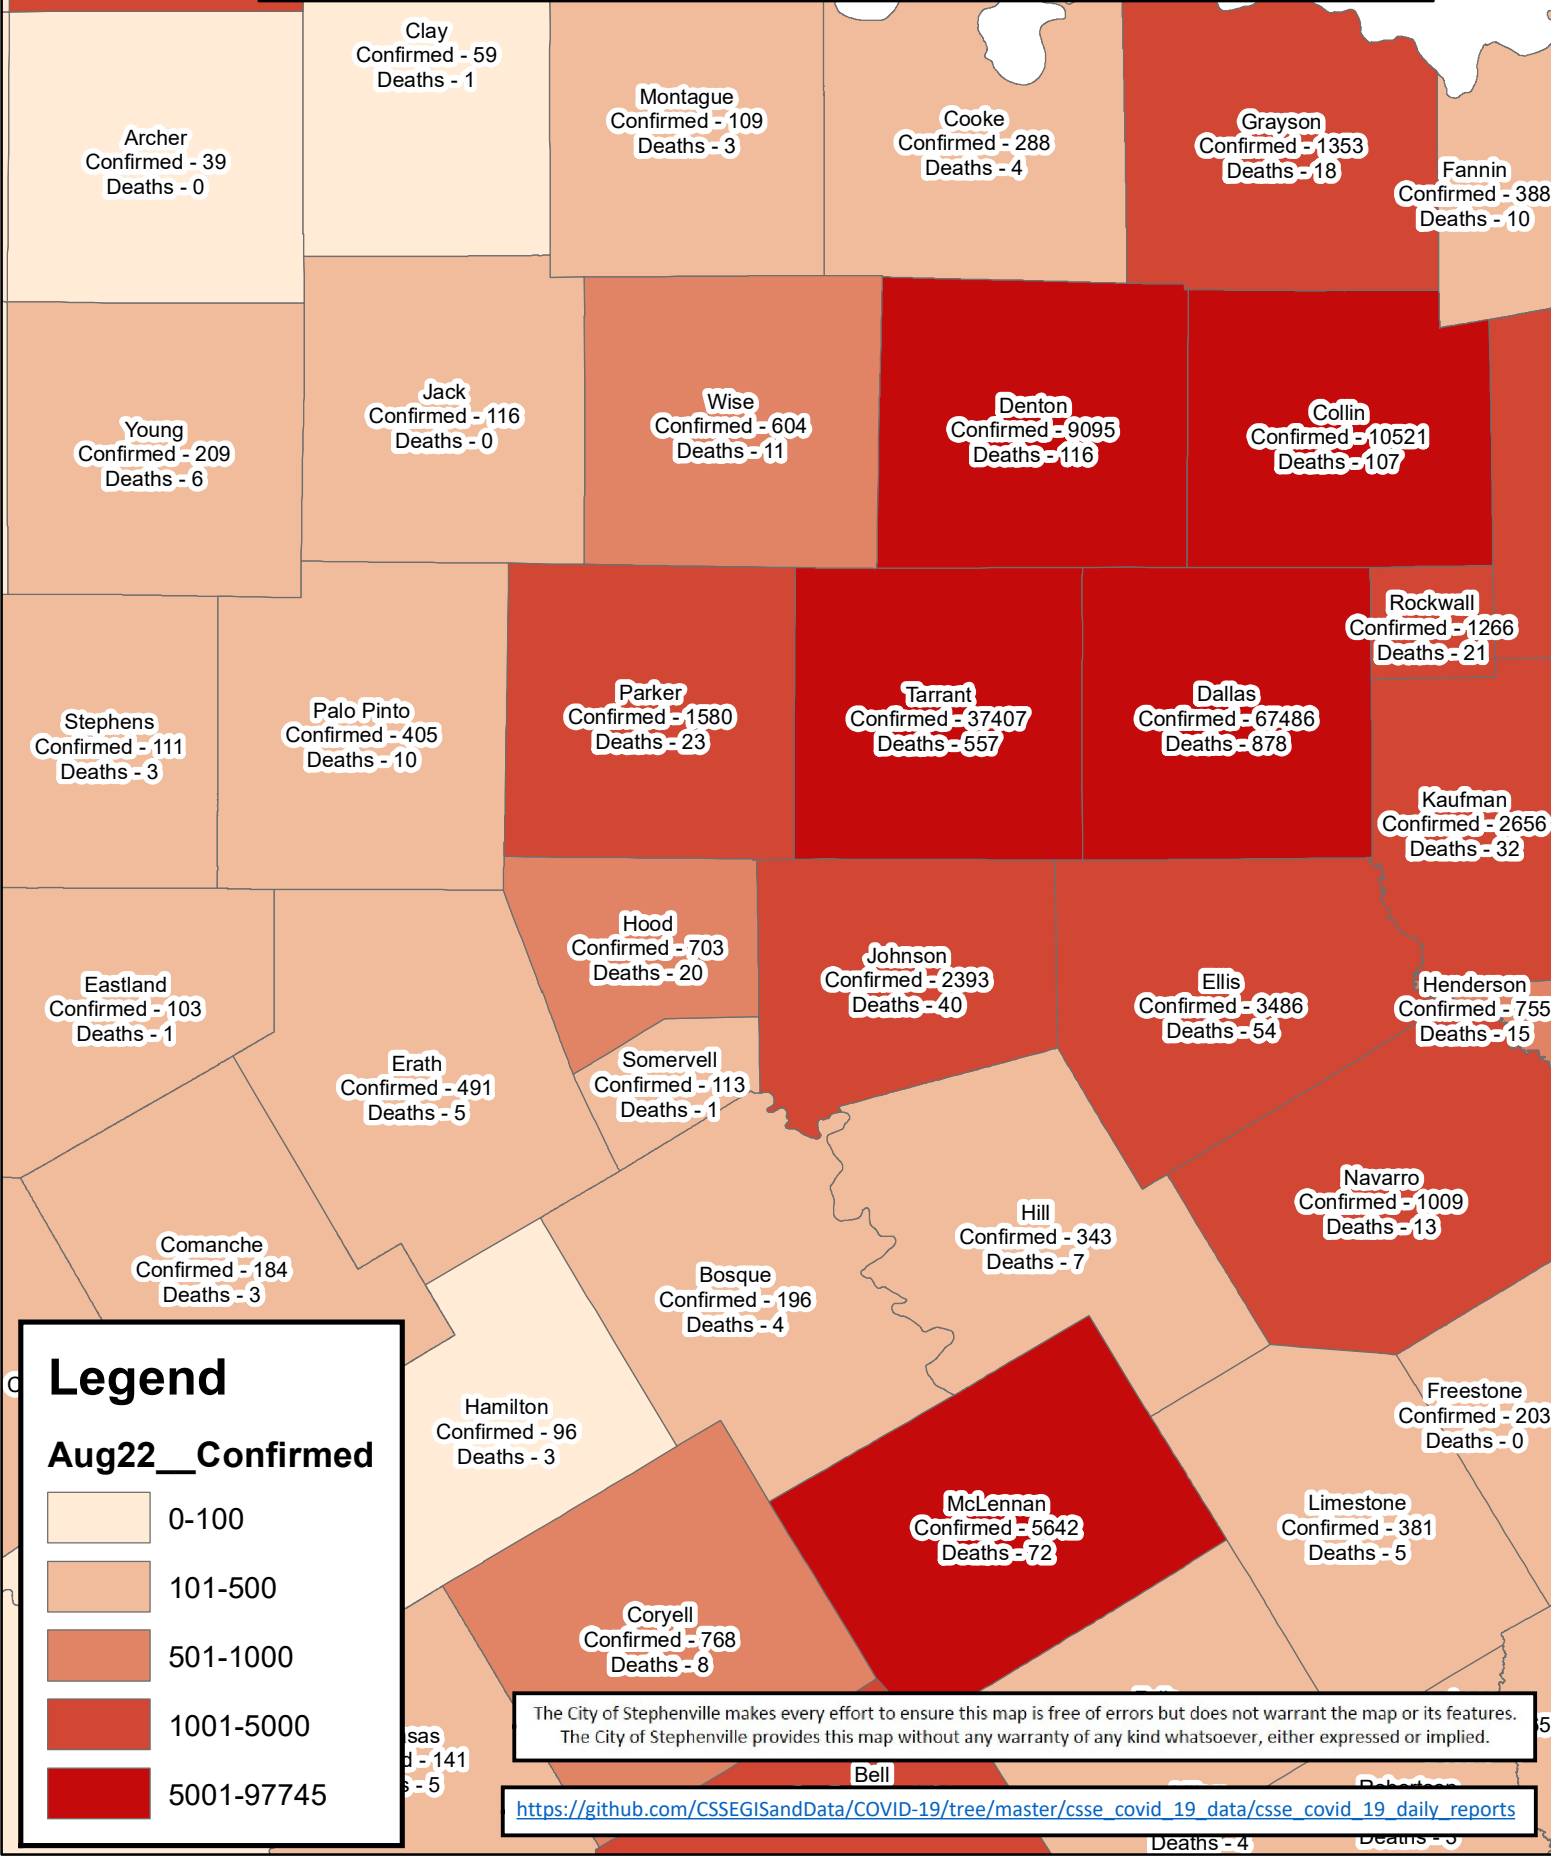 Clay
Confirmed - 59
Deaths - 1
Montague
Confirmed - 109
Deaths - 3
Cooke
Confirmed - 288
Deaths - 4
Grayson
Confirmed - 1353
Deaths - 18
Archer
Confirmed - 39
Deaths - 0
Fannin
Confirmed - 388
Deaths - 10
Young
Confirmed - 209
Deaths - 6
Jack
Confirmed - 116
Deaths - 0
Wise
Confirmed - 604
Deaths - 11
Denton
Confirmed - 9095
Deaths - 116
Collin
Confirmed - 10521
Deaths - 107
Rockwall
Confirmed - 1266
Deaths - 21
Stephens
Confirmed - 111
Deaths - 3
Palo Pinto
Confirmed - 405
Deaths - 10
Parker
Confirmed - 1580
Deaths - 23
Tarrant
Confirmed - 37407
Deaths - 557
Dallas
Confirmed - 67486
Deaths - 878
Kaufman
Confirmed - 2656
Deaths - 32
Eastland
Confirmed - 103
Deaths - 1
Hood
Confirmed - 703
Deaths - 20
Johnson
Confirmed - 2393
Deaths - 40
Ellis
Confirmed - 3486
Deaths - 54
Henderson
Confirmed - 755
Deaths - 15
Erath
Confirmed - 491
Deaths - 5
Somervell
Confirmed - 113
Deaths - 1
Comanche
Confirmed - 184
Deaths - 3
Bosque
Confirmed - 196
Deaths - 4
Hill
Confirmed - 343
Deaths - 7
Navarro
Confirmed - 1009
Deaths - 13
Hamilton
Confirmed - 96
Deaths - 3
McLennan
Confirmed - 5642
Deaths - 72
Limestone
Confirmed - 381
Deaths - 5
Freestone
Confirmed - 203
Deaths - 0
Coryell
Confirmed - 768
Deaths - 8
sas
d - 141
s - 5
Bell
Robertson
Deaths - 4
Deaths - 3
Legend
Aug22__Confirmed
0-100
101-500
501-1000
1001-5000
5001-97745
The City of Stephenville makes every effort to ensure this map is free of errors but does not warrant the map or its features.
The City of Stephenville provides this map without any warranty of any kind whatsoever, either expressed or implied.
https://github.com/CSSEGISandData/COVID-19/tree/master/csse_covid_19_data/csse_covid_19_daily_reports